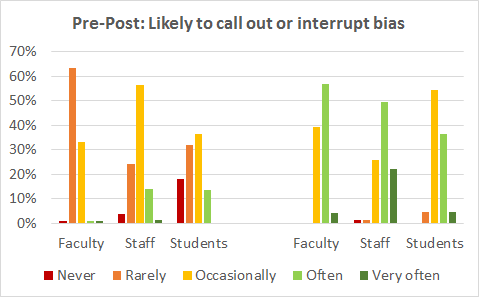 Pre-Post: Likely to call out or interrupt bias
70%
60%
50%
40%
30%
20%
10%
0%
Faculty Staff Students Faculty Staff Students
Never Rarely Occasionally Often Very often